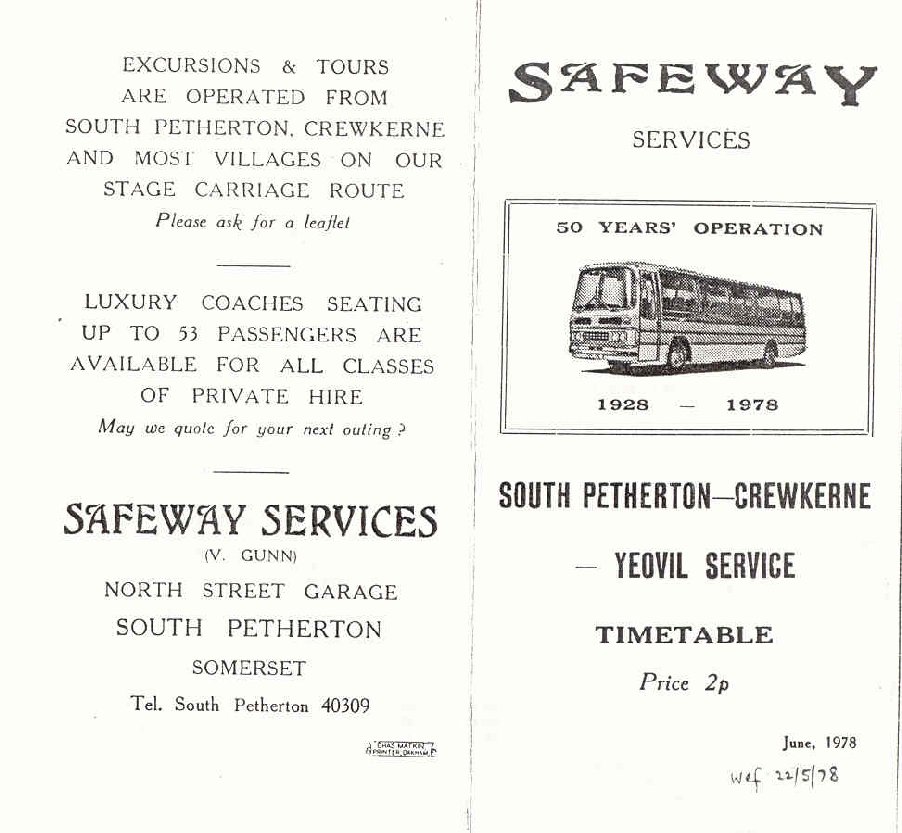 EXCURSIONS & TOURS
ARE OPERATED FROM
SOUTH PETHERTON, CREWKERNE
AND MOST VILLAGES ON OUR
STAGE CARRIAGE ROUTE
Please ask for a leaflet
LUXURY COACHES SEATING
UP TO 53 PASSENGERS ARE
AVAILABLE FOR ALL CLASSES
OF PRIVATE HIRE
May we quote for your next outing ?
SAFEWAY SERVICES
(V. GUNN)
NORTH STREET GARAGE
SOUTH PETHERTON
SOMERSET
Tel. South Petherton 40309
CHAS MATKIN
PRINTER, OAKHAM
SAFEWAY
SERVICES
50 YEARS' OPERATION
1928 — 1978
SOUTH PETHERTON—CREWKERNE
— YEOVIL SERVICE
TIMETABLE
Price 2p
June, 1978
wef 22/5/78